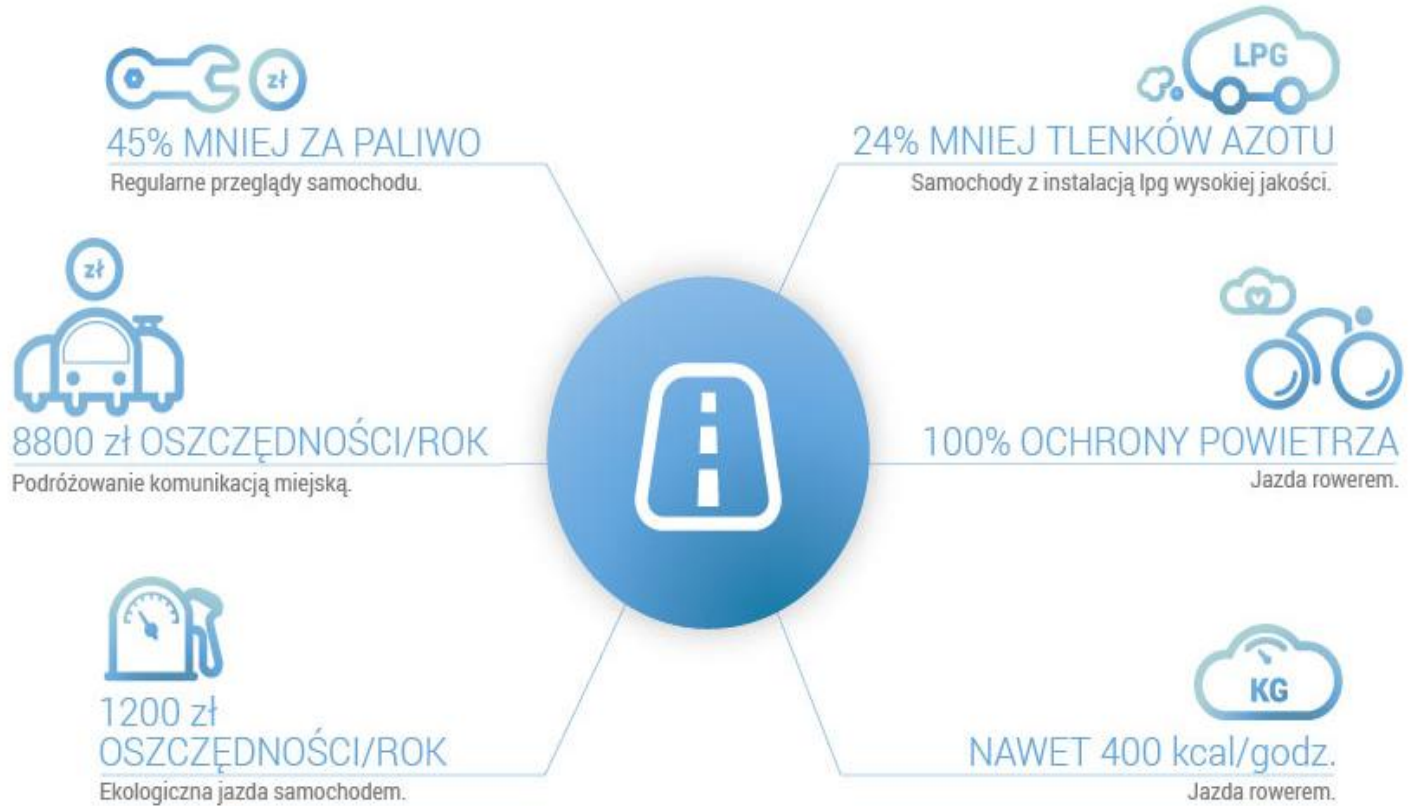 zł
45% MNIEJ ZA PALIWO
Regularne przeglądy samochodu.
zł
8800 zł OSZCZĘDNOŚCI/ROK
Podróżowanie komunikacją miejską.
1200 zł
OSZCZĘDNOŚCI/ROK
Ekologiczna jazda samochodem.
LPG
24% MNIEJ TLENKÓW AZOTU
Samochody z instalacją lpg wysokiej jakości.
100% OCHRONY POWIETRZA
Jazda rowerem.
KG
NAWET 400 kcal/godz.
Jazda rowerem.